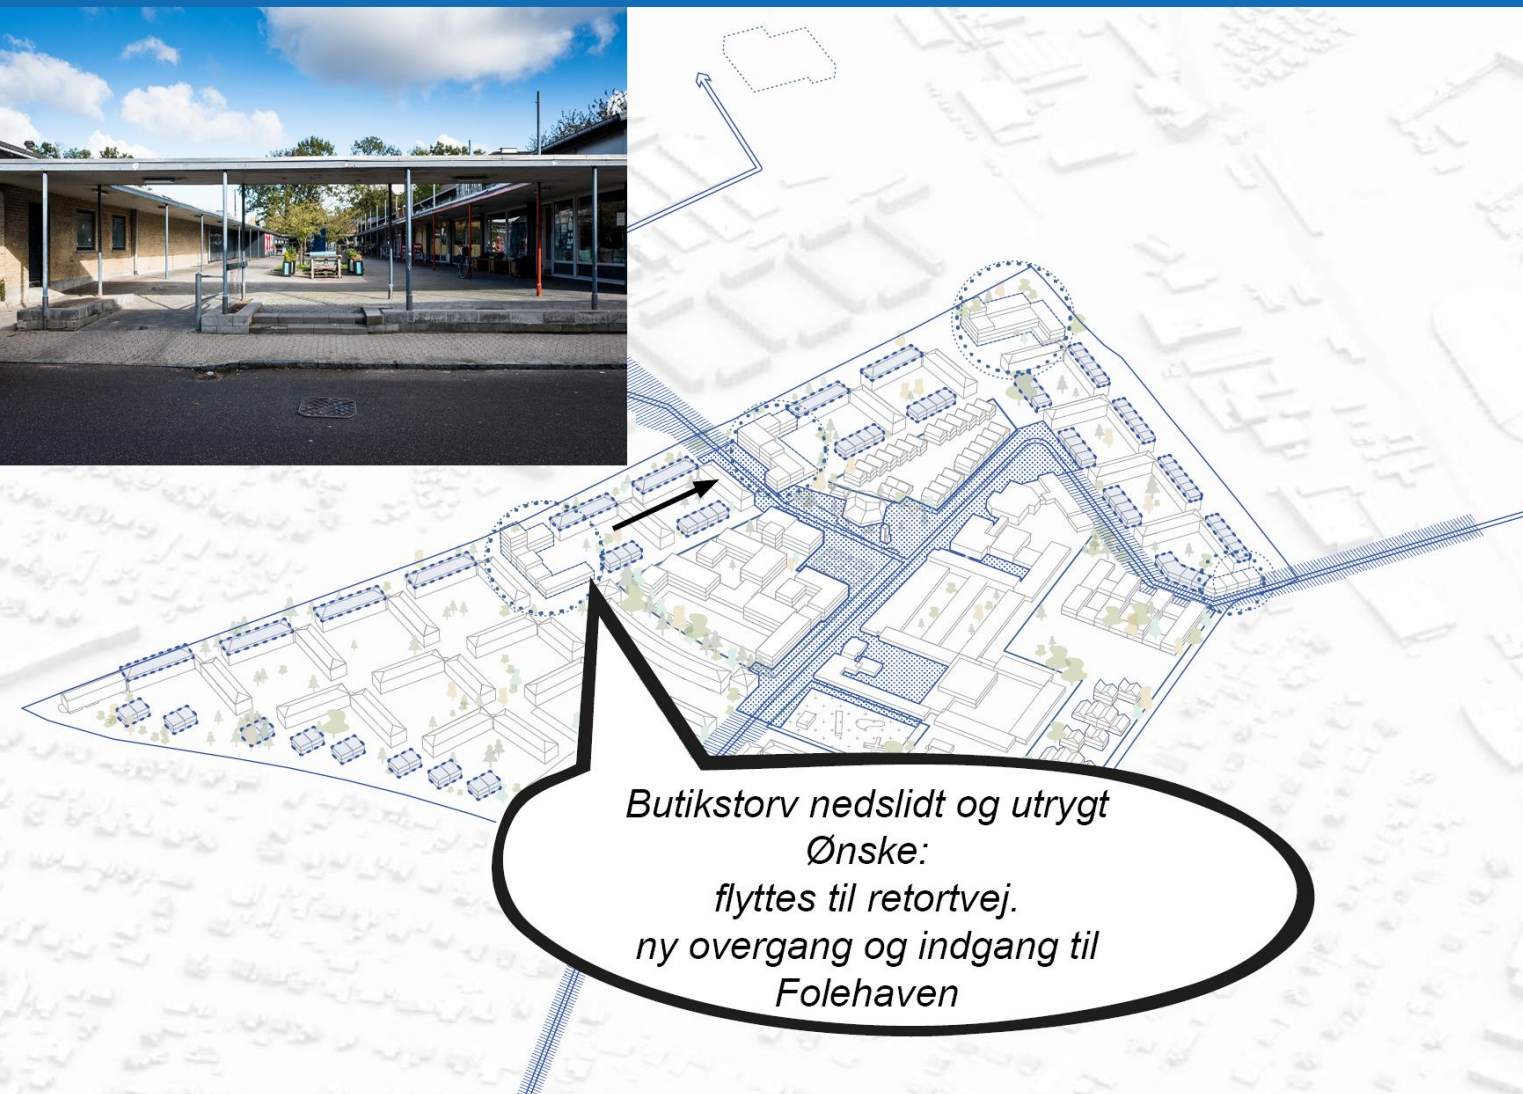 Butikstorv nedslidt og utrygt
Ønske:
flyttes til retortvej.
ny overgang og indgang til
Folehaven